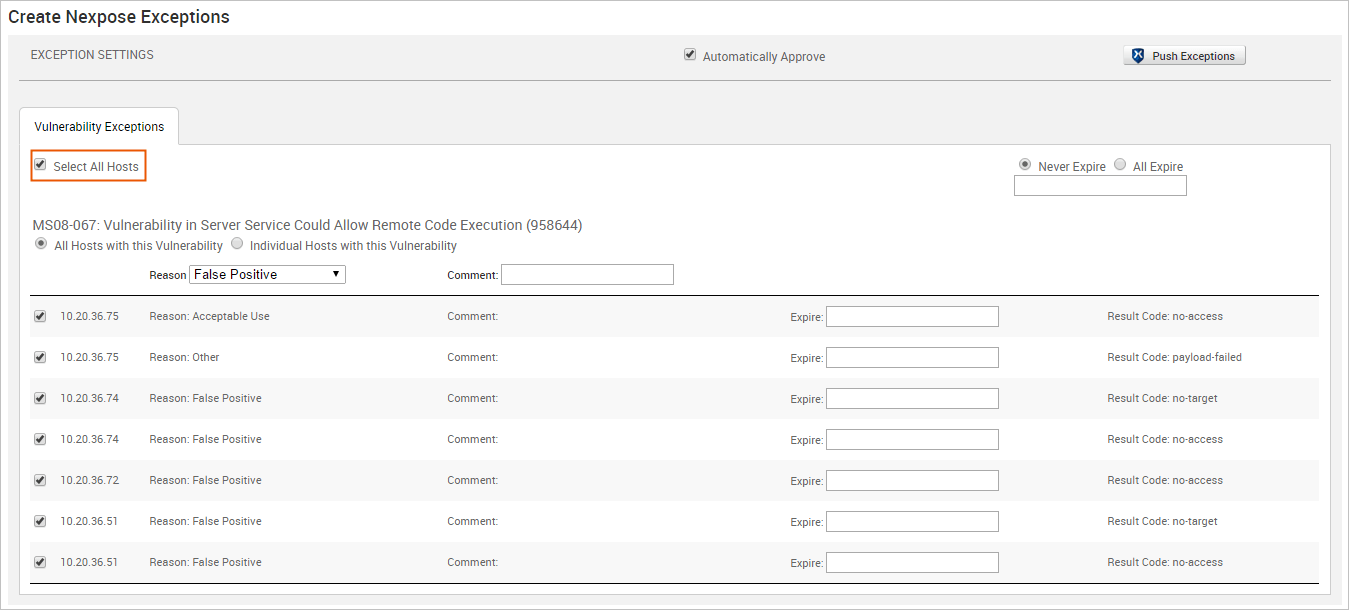 Create Nexpose Exceptions
EXCEPTION SETTINGS Automatically Approve Push Exceptions
Vulnerability Exceptions
Select All Hosts Never Expire All Expire
MS08-067: Vulnerability in Server Service Could Allow Remote Code Execution (958644)
All Hosts with this Vulnerability Individual Hosts with this Vulnerability
Reason False Positive Comment:
10.20.36.75 Reason: Acceptable Use Comment: Expire: Result Code: no-access
10.20.36.75 Reason: Other Comment: Expire: Result Code: payload-failed
10.20.36.74 Reason: False Positive Comment: Expire: Result Code: no-target
10.20.36.74 Reason: False Positive Comment: Expire: Result Code: no-access
10.20.36.72 Reason: False Positive Comment: Expire: Result Code: no-access
10.20.36.51 Reason: False Positive Comment: Expire: Result Code: no-target
10.20.36.51 Reason: False Positive Comment: Expire: Result Code: no-access